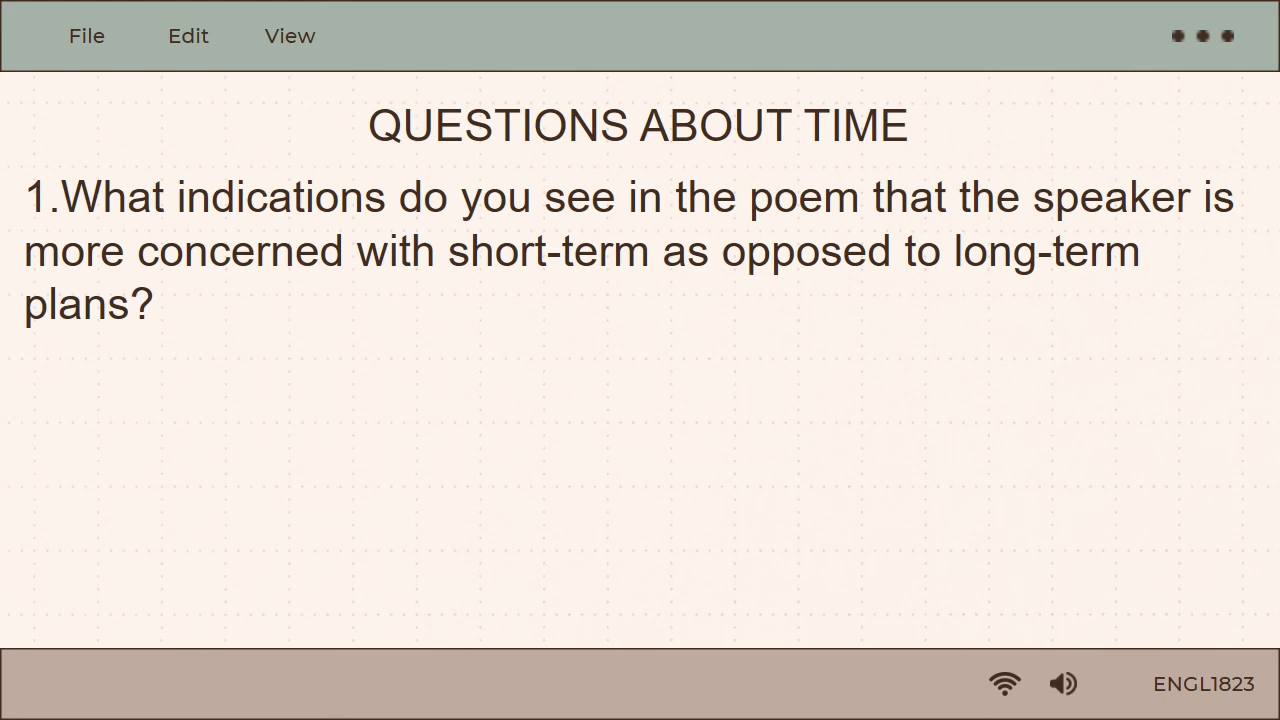 File Edit View
QUESTIONS ABOUT TIME
1.What indications do you see in the poem that the speaker is
more concerned with short-term as opposed to long-term
plans?
ENGL1823